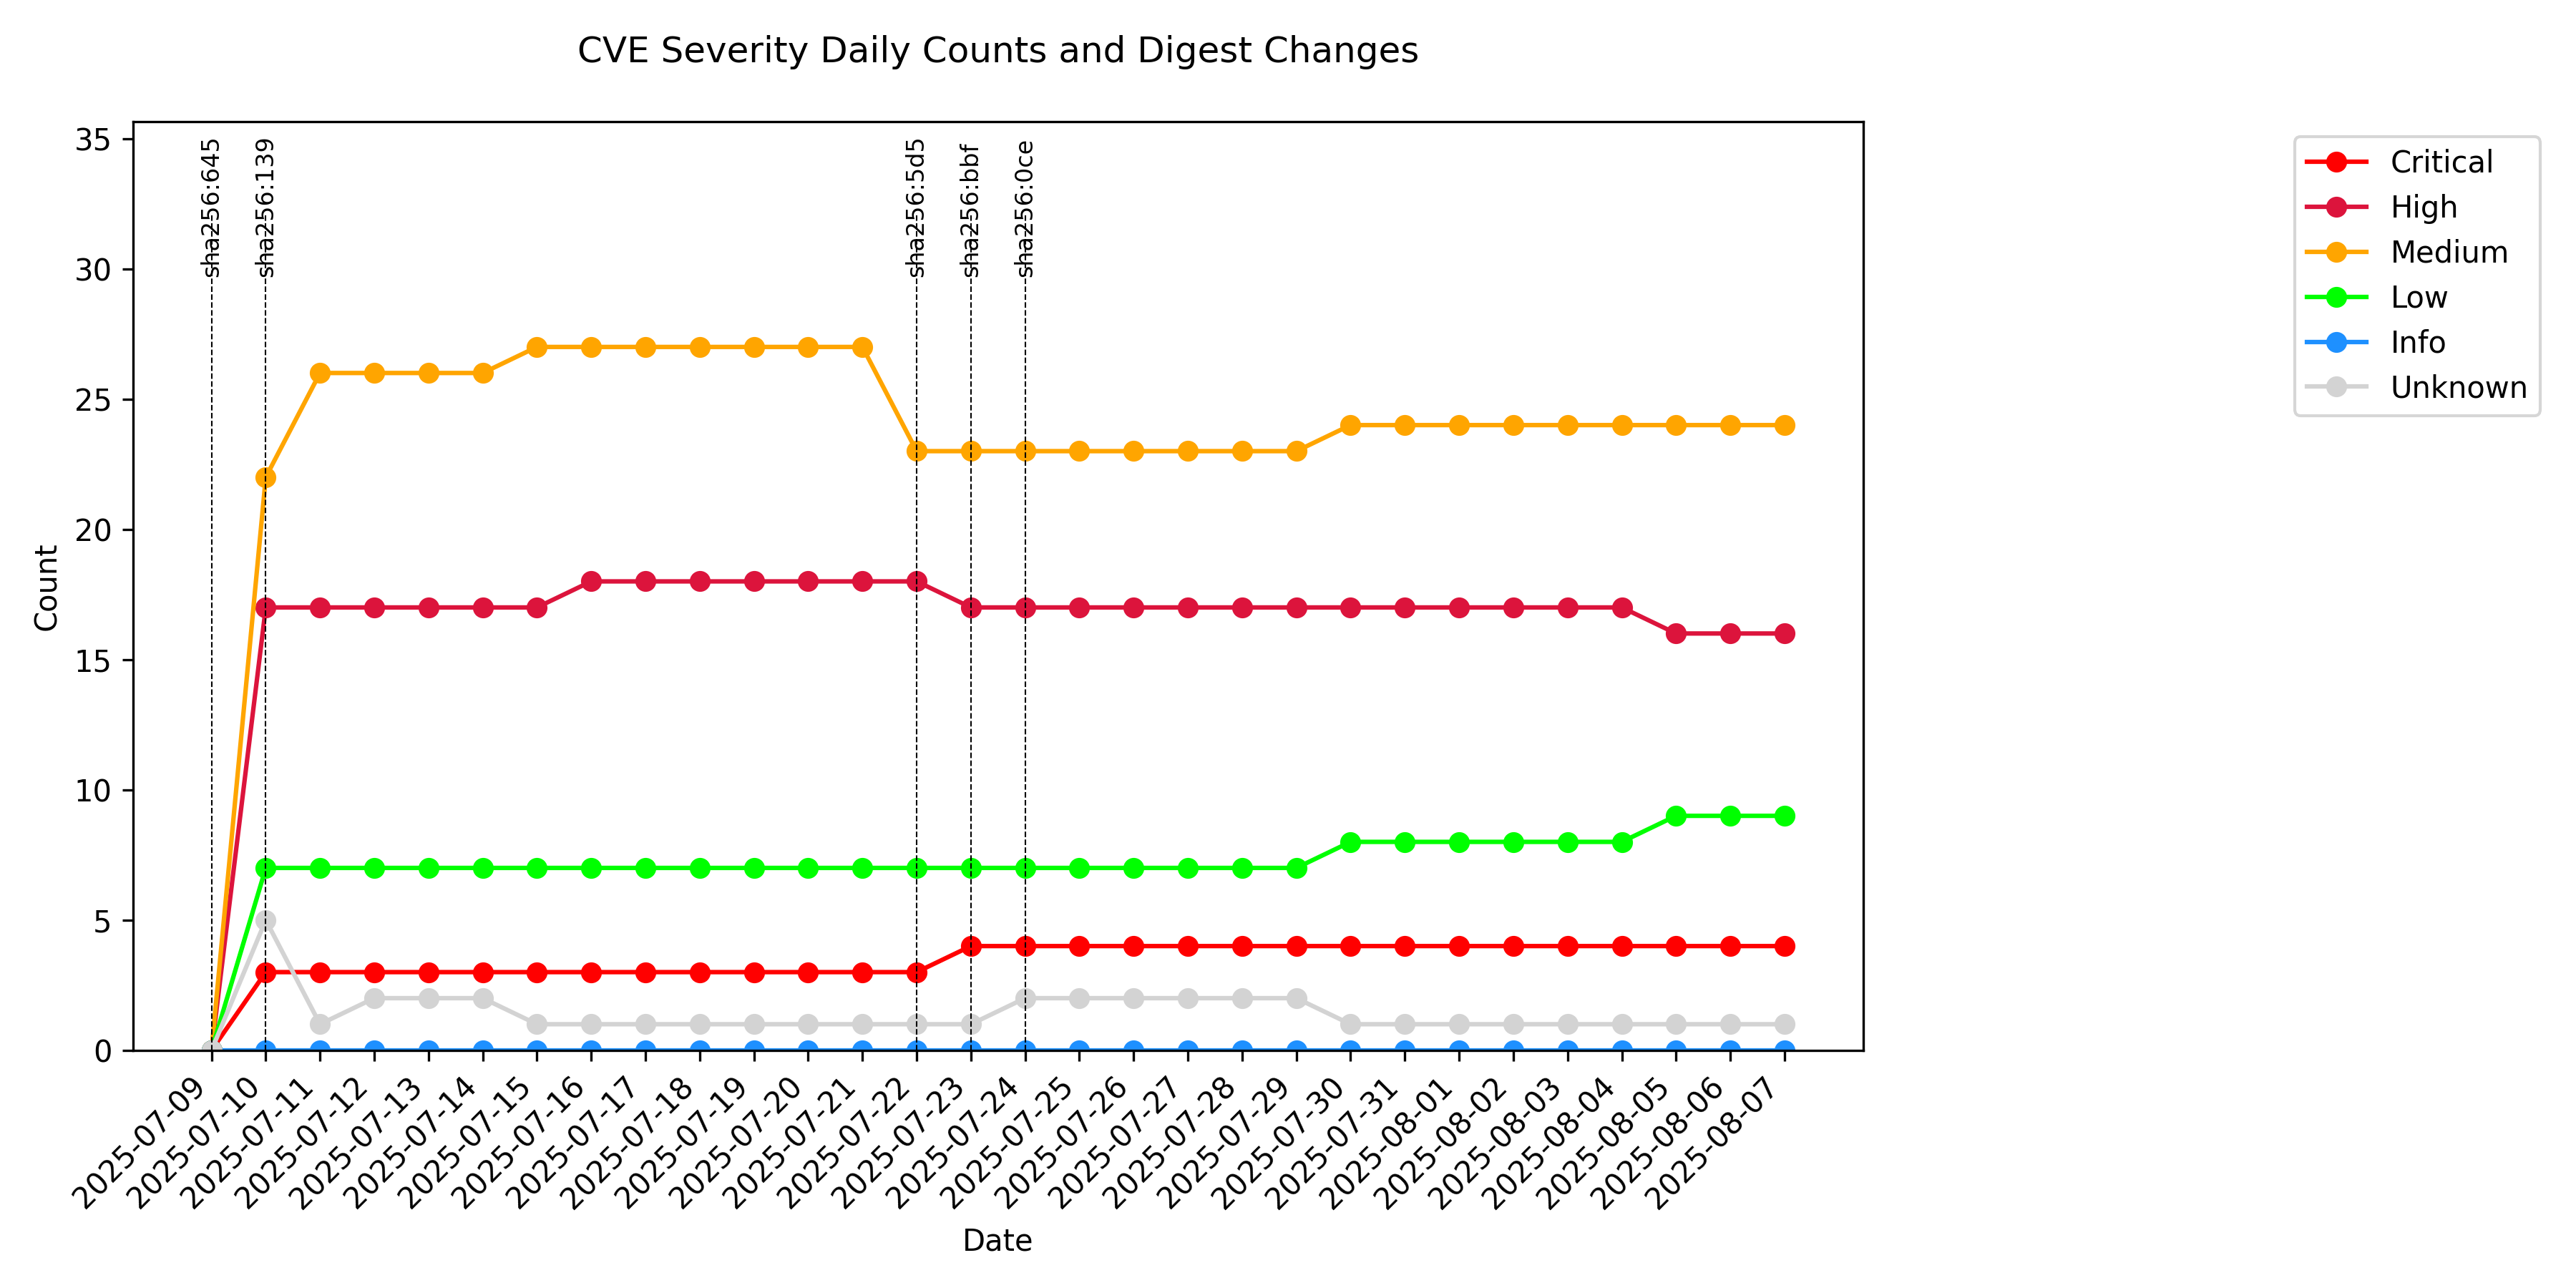 CVE Severity Daily Counts and Digest Changes
35
30
25
20
15
10
5
0
Count
sha256:645
sha256:139
sha256:5d5
sha256:bbf
sha256:0ce
Critical
High
Medium
Low
Info
Unknown
2025-07-09
2025-07-10
2025-07-11
2025-07-12
2025-07-13
2025-07-14
2025-07-15
2025-07-16
2025-07-17
2025-07-18
2025-07-19
2025-07-20
2025-07-21
2025-07-22
2025-07-23
2025-07-24
2025-07-25
2025-07-26
2025-07-27
2025-07-28
2025-07-29
2025-07-30
2025-07-31
2025-08-01
2025-08-02
2025-08-03
2025-08-04
2025-08-05
2025-08-06
2025-08-07
Date